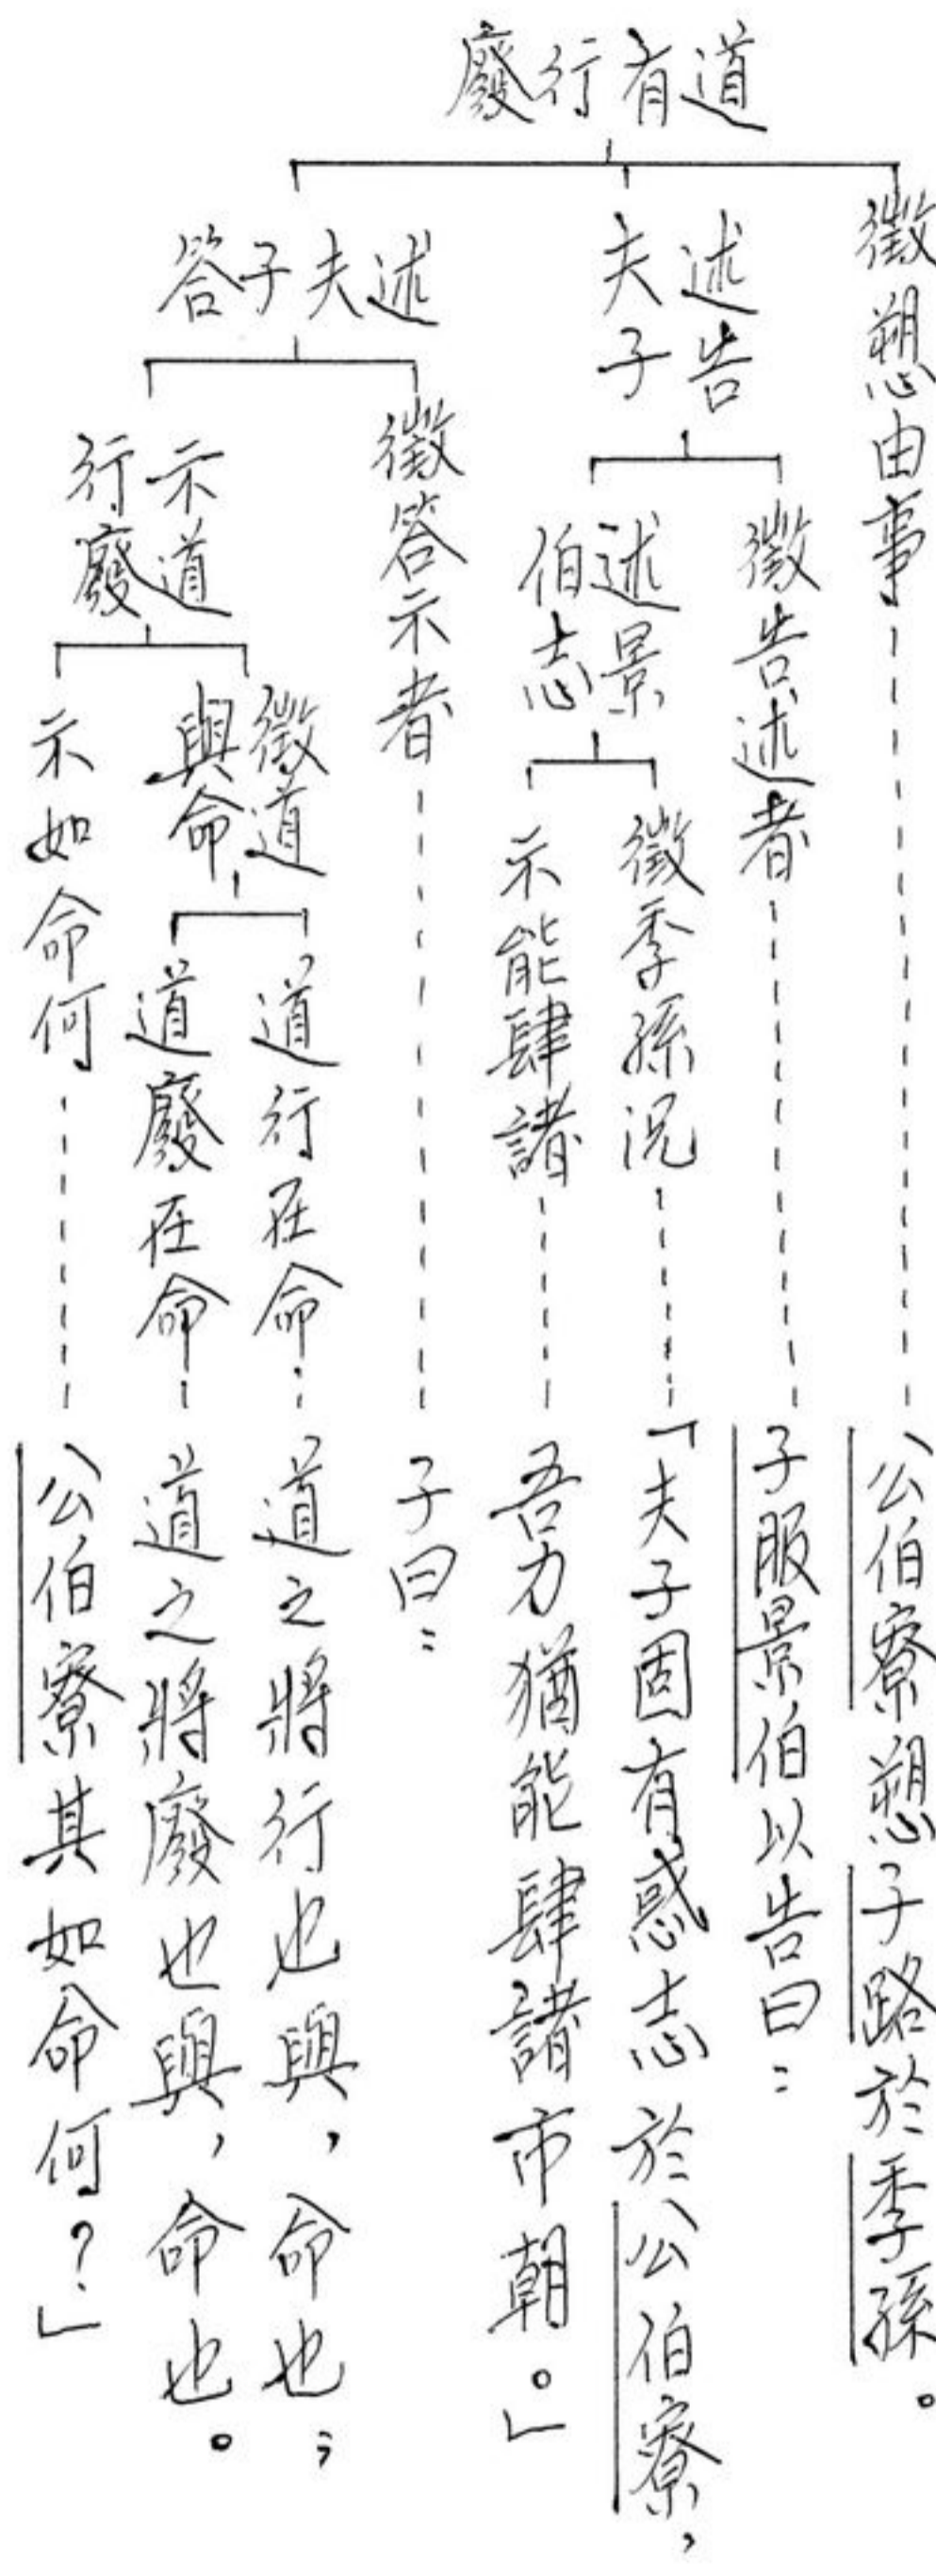 道有行廢
徵愬由事 公伯寮愬子路於季孫。
述告
夫子
徵告述者 子服景伯以告曰：
述景
伯志
徵季孫況 「夫子固有惑志於公伯寮，
示能肆諸 吾力猶能肆諸市朝。」
述夫子答
徵答示者 子曰：
示道
行廢
徵道
與命
道行在命 道之將行也與，命也；
道廢在命 道之將廢也與，命也。
示如命何 公伯寮其如命何？」